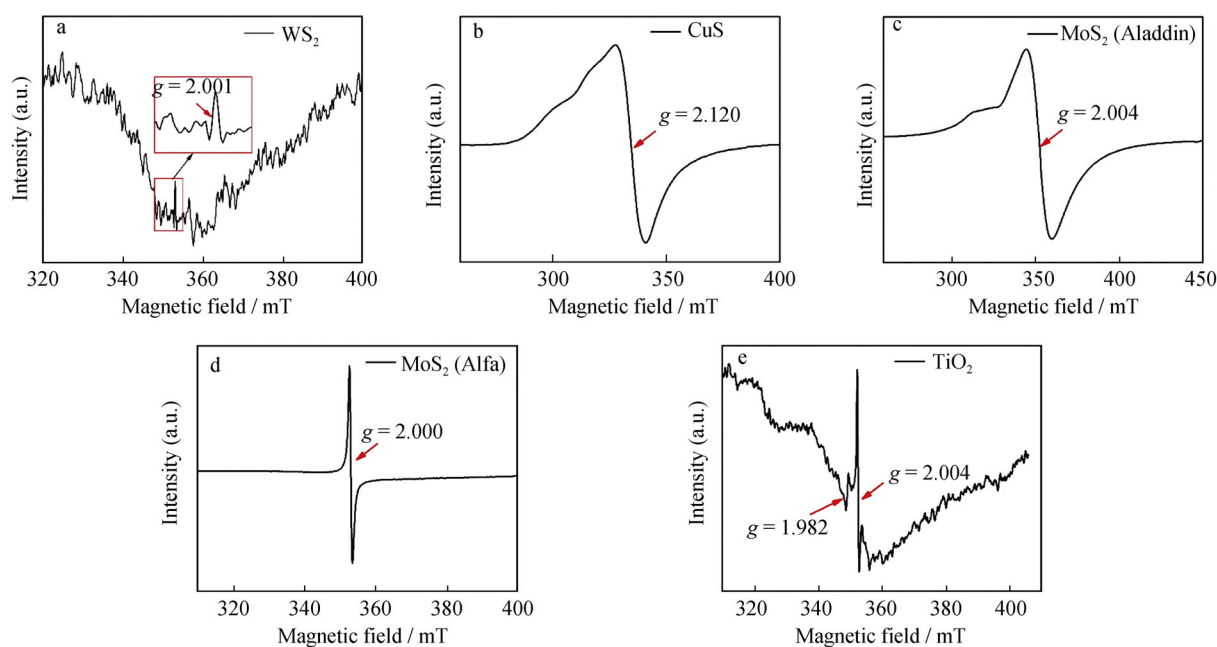 a
WS₂
g = 2.001
Intensity (a.u.)
320 340 360 380 400
Magnetic field / mT
b
CuS
g = 2.120
Intensity (a.u.)
300 350 400
Magnetic field / mT
c
MoS₂ (Aladdin)
g = 2.004
Intensity (a.u.)
300 350 400 450
Magnetic field / mT
d
MoS₂ (Alfa)
g = 2.000
Intensity (a.u.)
320 340 360 380 400
Magnetic field / mT
e
TiO₂
g = 2.004
g = 1.982
Intensity (a.u.)
320 340 360 380 400
Magnetic field / mT